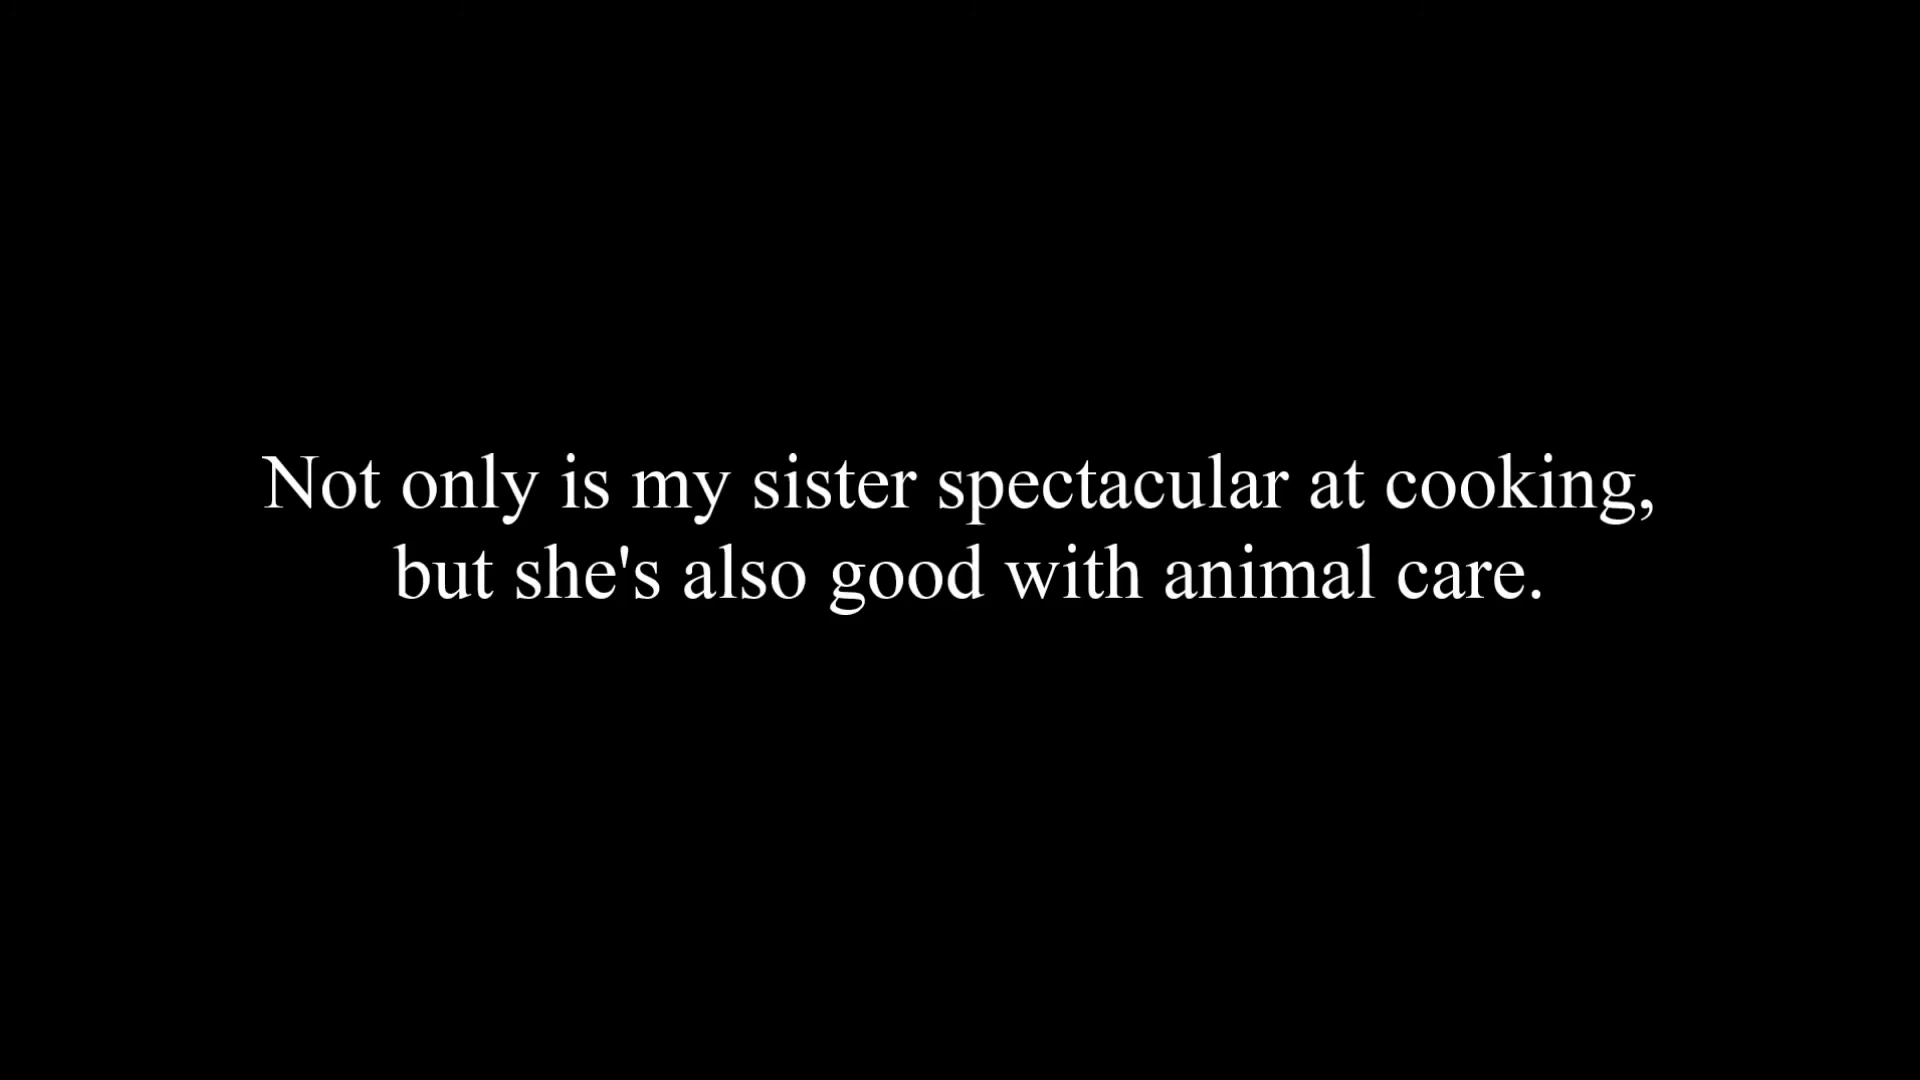 Not only is my sister spectacular at cooking,
but she's also good with animal care.